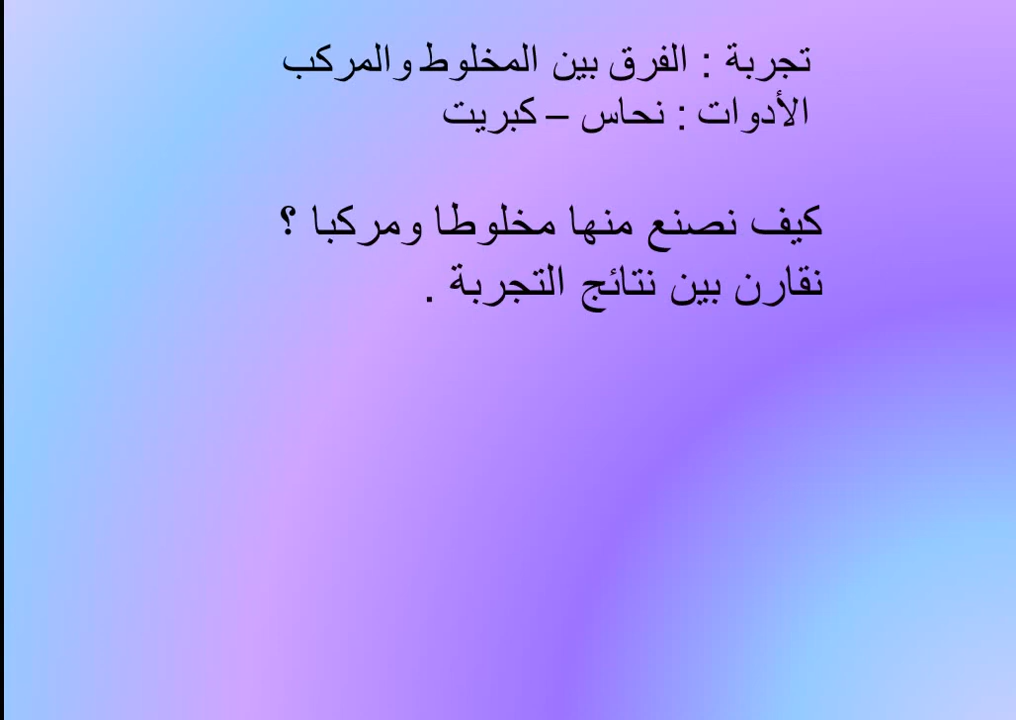 تجربة : الفرق بين المخلوط والمركب
الأدوات : نحاس – كبريت
كيف نصنع منها مخلوطا ومركبا ؟
نقارن بين نتائج التجربة .